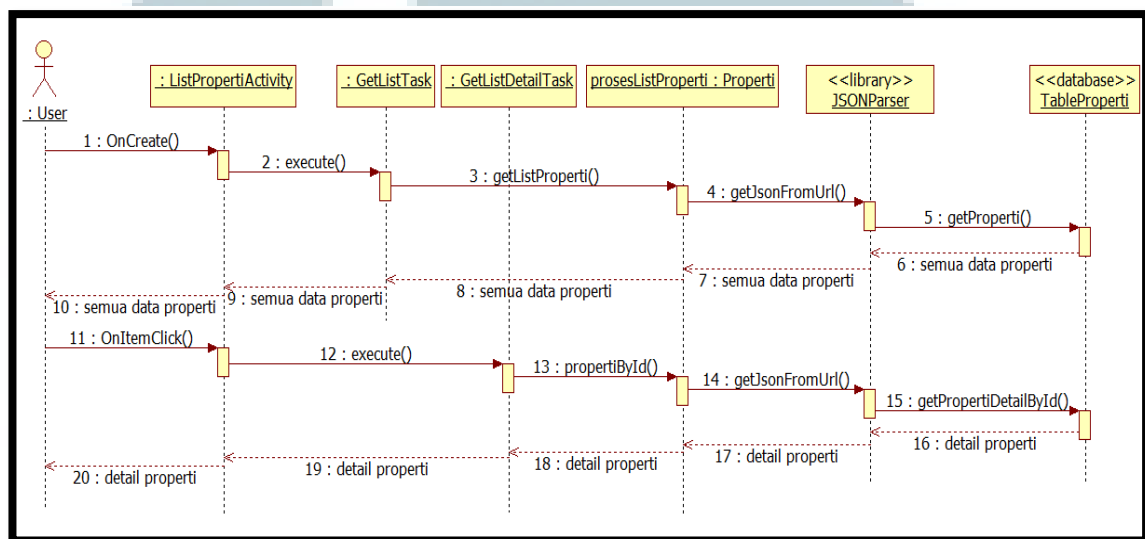 : User
: ListPropertiActivity
: GetListTask
: GetListDetailTask
prosesListProperti : Properti
<<library>>
JSONParser
<<database>>
TableProperti
1 : OnCreate()
2 : execute()
3 : getListProperti()
4 : getJsonFromUrl()
5 : getProperti()
6 : semua data properti
7 : semua data properti
8 : semua data properti
9 : semua data properti
10 : semua data properti
11 : OnItemClick()
12 : execute()
13 : propertiById()
14 : getJsonFromUrl()
15 : getPropertiDetailById()
16 : detail properti
17 : detail properti
18 : detail properti
19 : detail properti
20 : detail properti